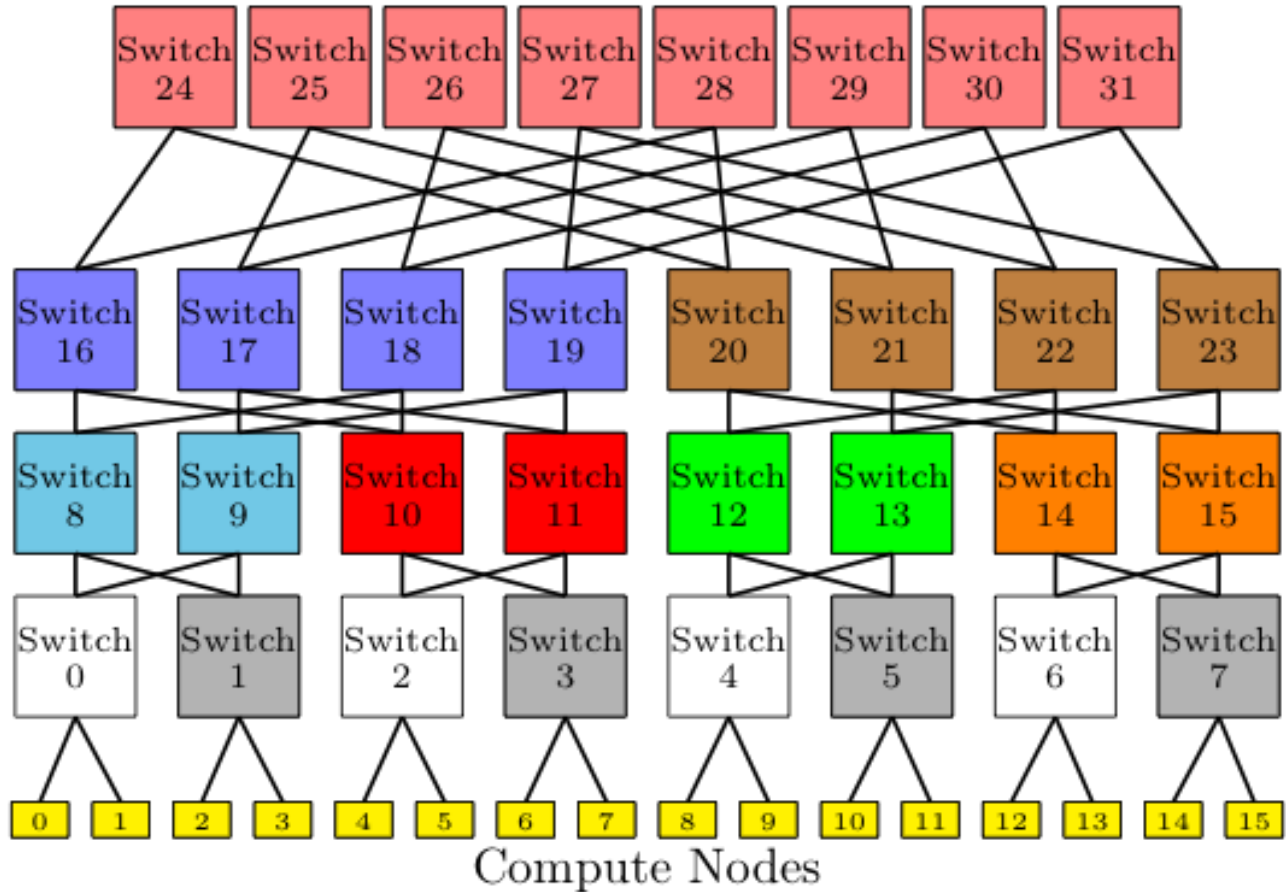 Switch Switch Switch Switch Switch Switch Switch Switch
24 25 26 27 28 29 30 31
Switch Switch Switch Switch Switch Switch Switch Switch
16 17 18 19 20 21 22 23
Switch Switch Switch Switch Switch Switch Switch Switch
8 9 10 11 12 13 14 15
Switch Switch Switch Switch Switch Switch Switch Switch
0 1 2 3 4 5 6 7
0 1 2 3 4 5 6 7 8 9 10 11 12 13 14 15
Compute Nodes